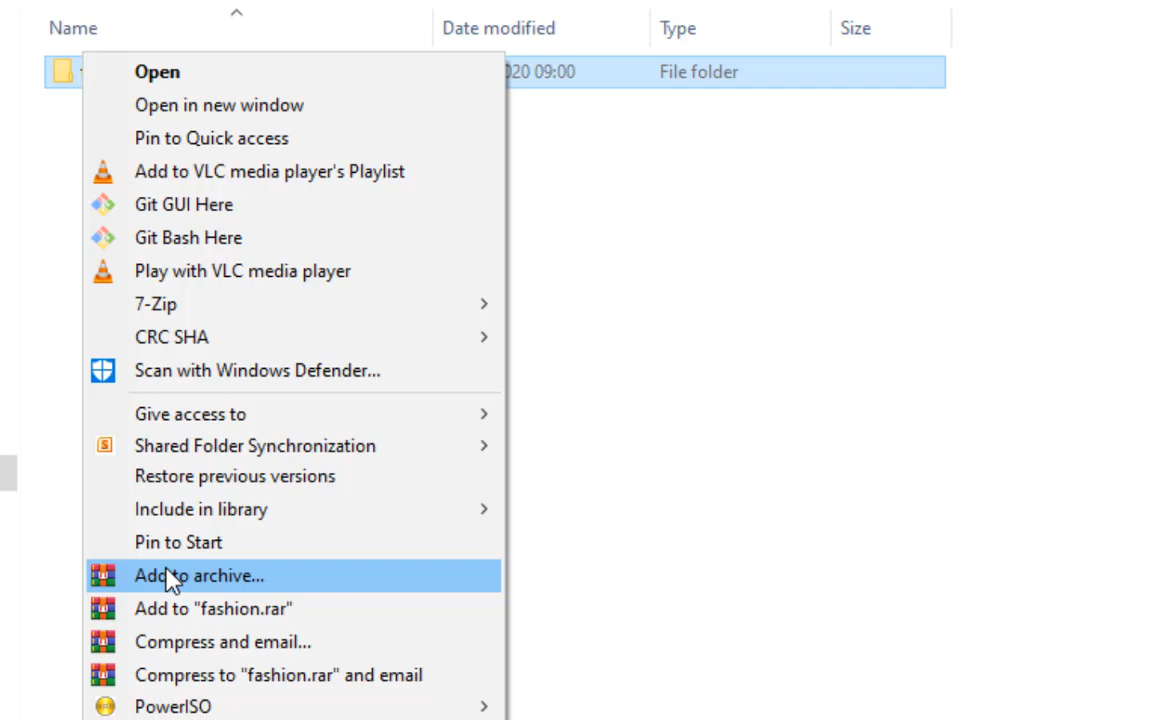 Name Date modified Type Size
020 09:00 File folder
Open
Open in new window
Pin to Quick access
Add to VLC media player's Playlist
Git GUI Here
Git Bash Here
Play with VLC media player
7-Zip
CRC SHA
Scan with Windows Defender...
Give access to
Shared Folder Synchronization
Restore previous versions
Include in library
Pin to Start
Add to archive...
Add to "fashion.rar"
Compress and email...
Compress to "fashion.rar" and email
PowerISO